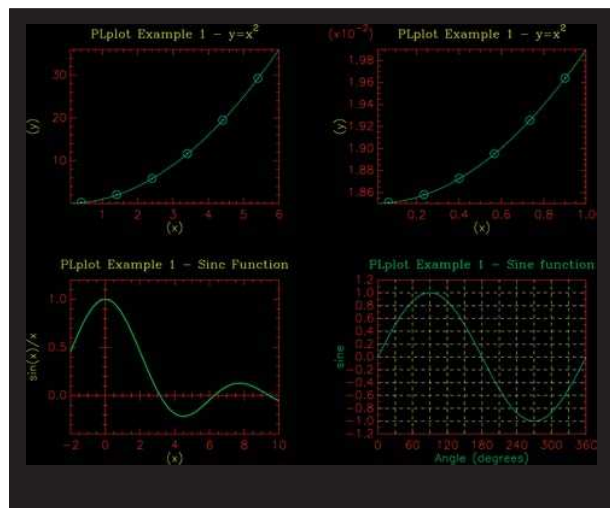 PLplot Example 1 - y=x²
30
20
10
(y)
0 1 2 3 4 5 6
(x)
(x10⁻²) PLplot Example 1 - y=x²
1.98
1.96
1.94
1.92
1.90
1.88
1.86
(y)
0.2 0.4 0.6 0.8 1.0
(x)
PLplot Example 1 - Sinc Function
1.0
0.5
0.0
sin(x)/x
-2 0 2 4 6 8 10
(x)
PLplot Example 1 - Sine function
1.2
1.0
0.8
0.6
0.4
0.2
0.0
-0.2
-0.4
-0.6
-0.8
-1.0
-1.2
sine
0 60 120 180 240 300 360
Angle (degrees)